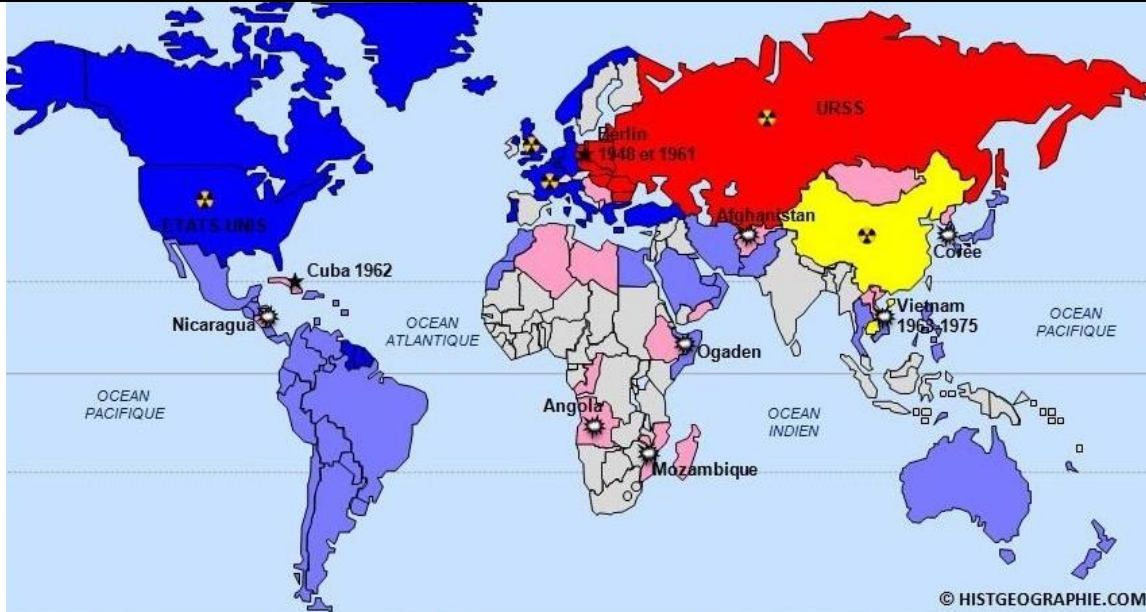 URSS
Berlin
1948 et 1961
ETATS UNIS
Afghanistan
Corée
Cuba 1962
Nicaragua
OCEAN
ATLANTIQUE
Vietnam
1963-1975
OCEAN
PACIFIQUE
Ogaden
OCEAN
PACIFIQUE
Angola
OCEAN
INDIEN
Mozambique
© HISTGEOGRAPHIE.COM